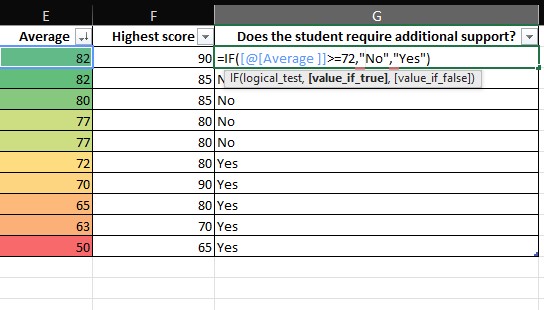 E F G
Average Highest score Does the student require additional support?
82 90 =IF([@[Average ]]>=72,"No","Yes")
82 85 N IF(logical_test, [value_if_true], [value_if_false])
80 85 No
77 80 No
77 80 No
72 80 Yes
70 90 Yes
65 80 Yes
63 70 Yes
50 65 Yes